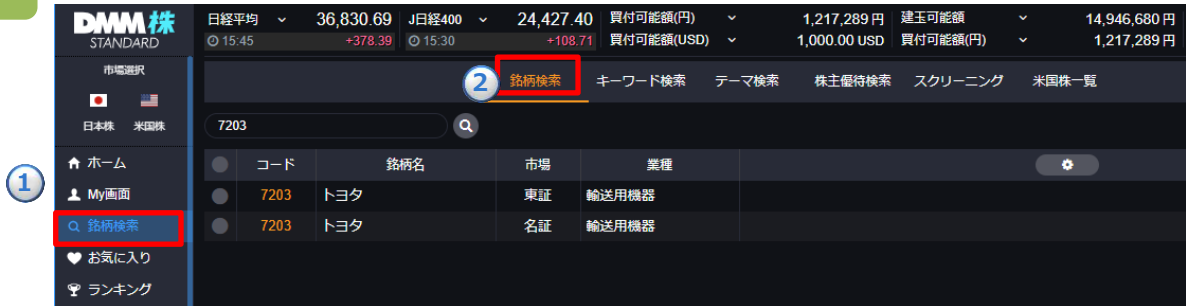 DMM株
STANDARD
日経平均 36,830.69 J日経400 24,427.40 買付可能額(円) 1,217,289円 建玉可能額 14,946,680円
15:45 +378.39 15:30 +108.71 買付可能額(USD) 1,000.00 USD 買付可能額(円) 1,217,289円
市場選択
日本株 米国株
② 銘柄検索 キーワード検索 テーマ検索 株主優待検索 スクリーニング 米国株一覧
7203
コード 銘柄名 市場 業種
7203 トヨタ 東証 輸送用機器
7203 トヨタ 名証 輸送用機器
① ホーム
My画面
銘柄検索
お気に入り
ランキング